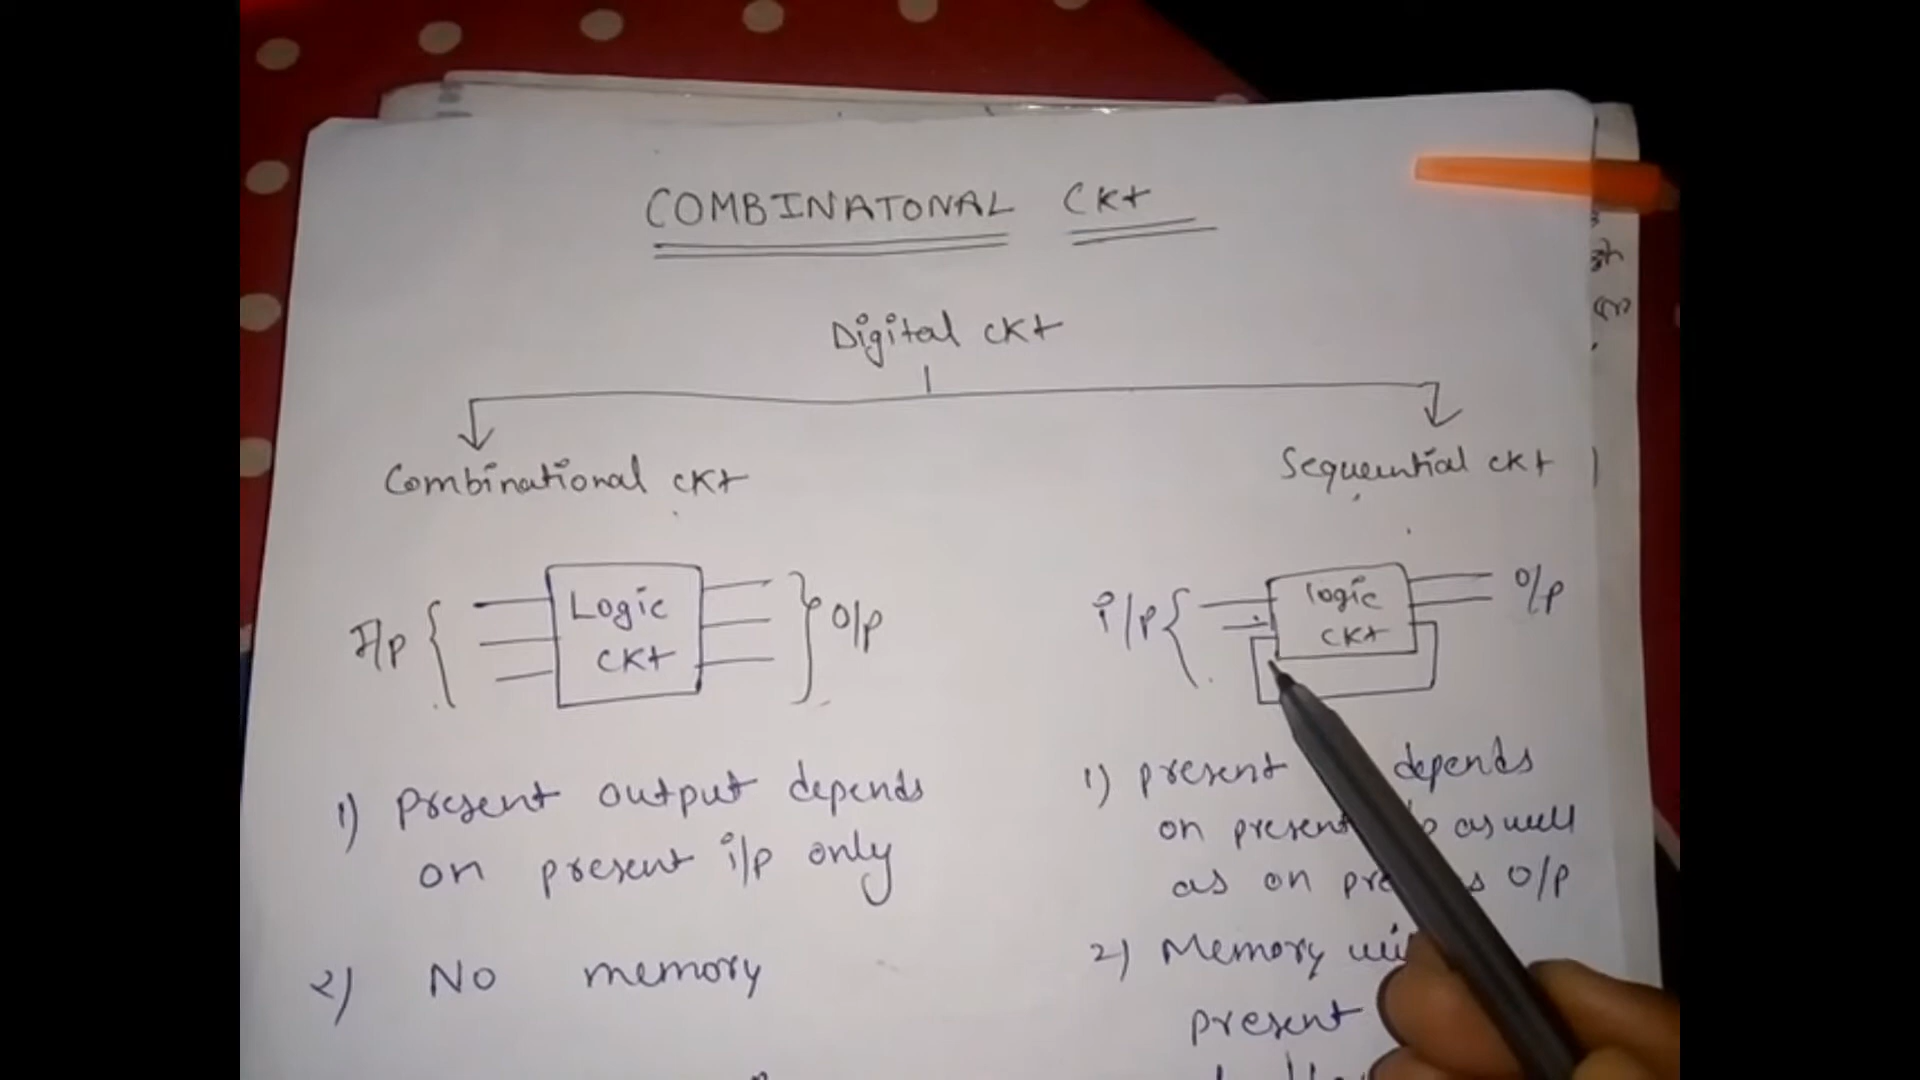 COMBINATONAL CKt
Digital CKt
Combinational CKt
Sequential CKt
I/p
Logic
CKt
O/p
i/p
logic
CKt
O/p
1) Present output depends
on present i/p only
2) No memory
1) present depends
on present as well
as on O/p
2) Memory
present